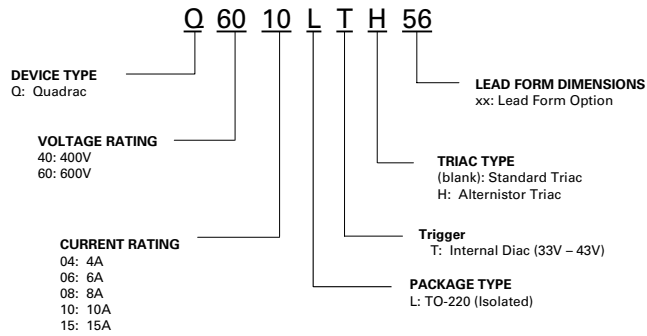 Q 60 10 L T H 56
DEVICE TYPE
Q: Quadrac
VOLTAGE RATING
40: 400V
60: 600V
CURRENT RATING
04: 4A
06: 6A
08: 8A
10: 10A
15: 15A
LEAD FORM DIMENSIONS
xx: Lead Form Option
TRIAC TYPE
(blank): Standard Triac
H: Alternistor Triac
Trigger
T: Internal Diac (33V – 43V)
PACKAGE TYPE
L: TO-220 (Isolated)